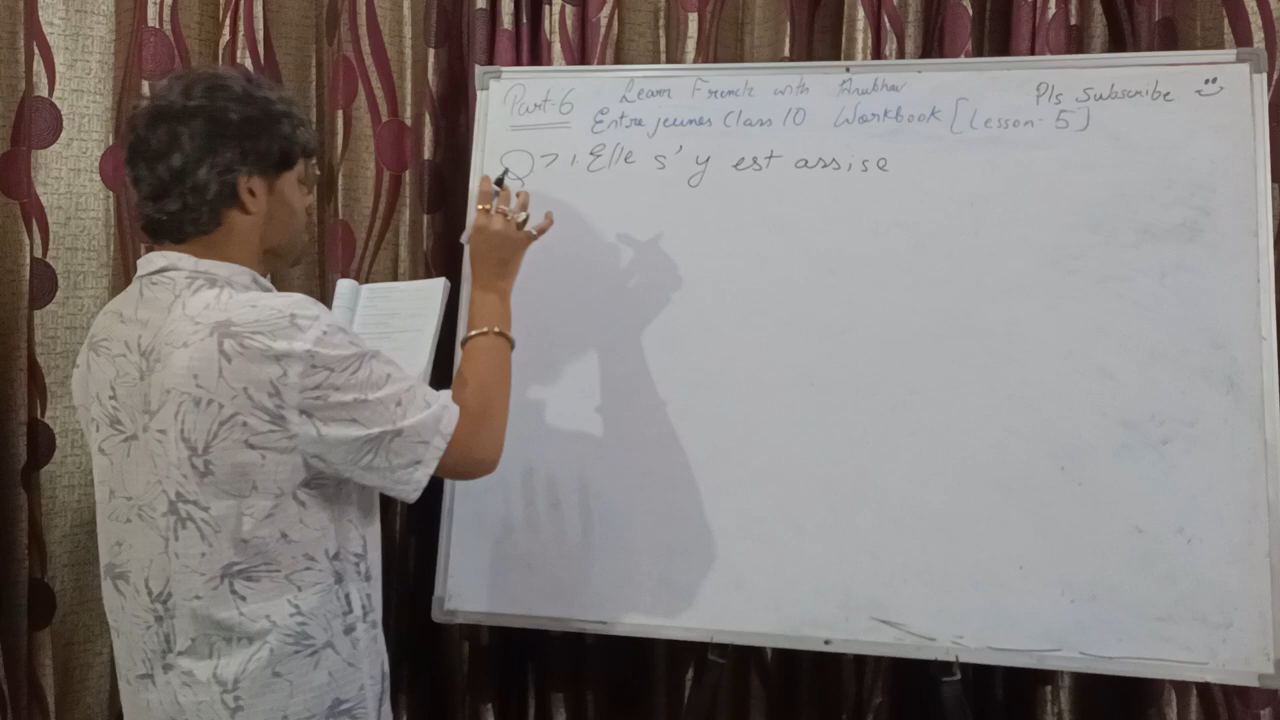 Part-6 Learn French with Anubhav Pls Subscribe
Entre jeunes Class 10 Workbook [Lesson-5]
Q> 1. Elle s'y est assise